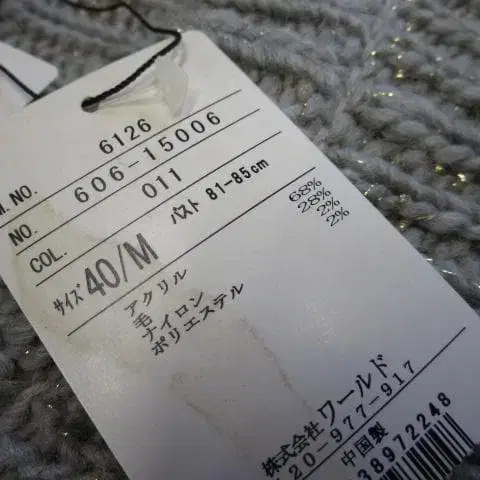 M.NO. 6126
NO. 606-15006
COL. 011
サイズ 40/M バスト 81-85cm
アクリル 68%
毛 28%
ナイロン 2%
ポリエステル 2%
株式会社ワールド
20-977-917
中国製
38972248